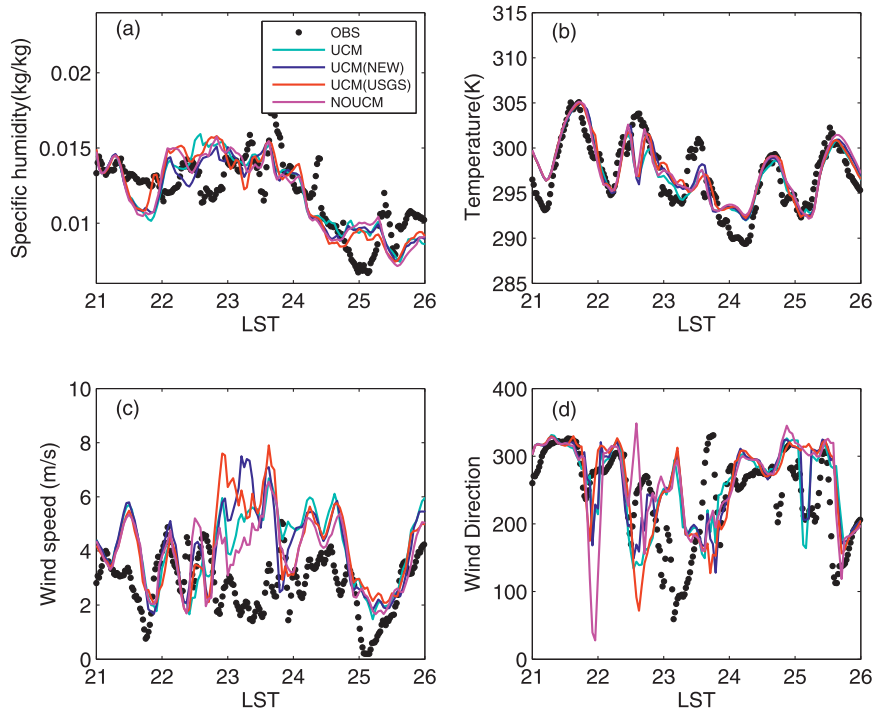 (a)
OBS
UCM
UCM(NEW)
UCM(USGS)
NOUCM
Specific humidity(kg/kg)
0.02
0.015
0.01
21 22 23 24 25 26
LST
(b)
Temperature(K)
315
310
305
300
295
290
285
21 22 23 24 25 26
LST
(c)
Wind speed (m/s)
10
8
6
4
2
0
21 22 23 24 25 26
LST
(d)
Wind Direction
400
300
200
100
0
21 22 23 24 25 26
LST